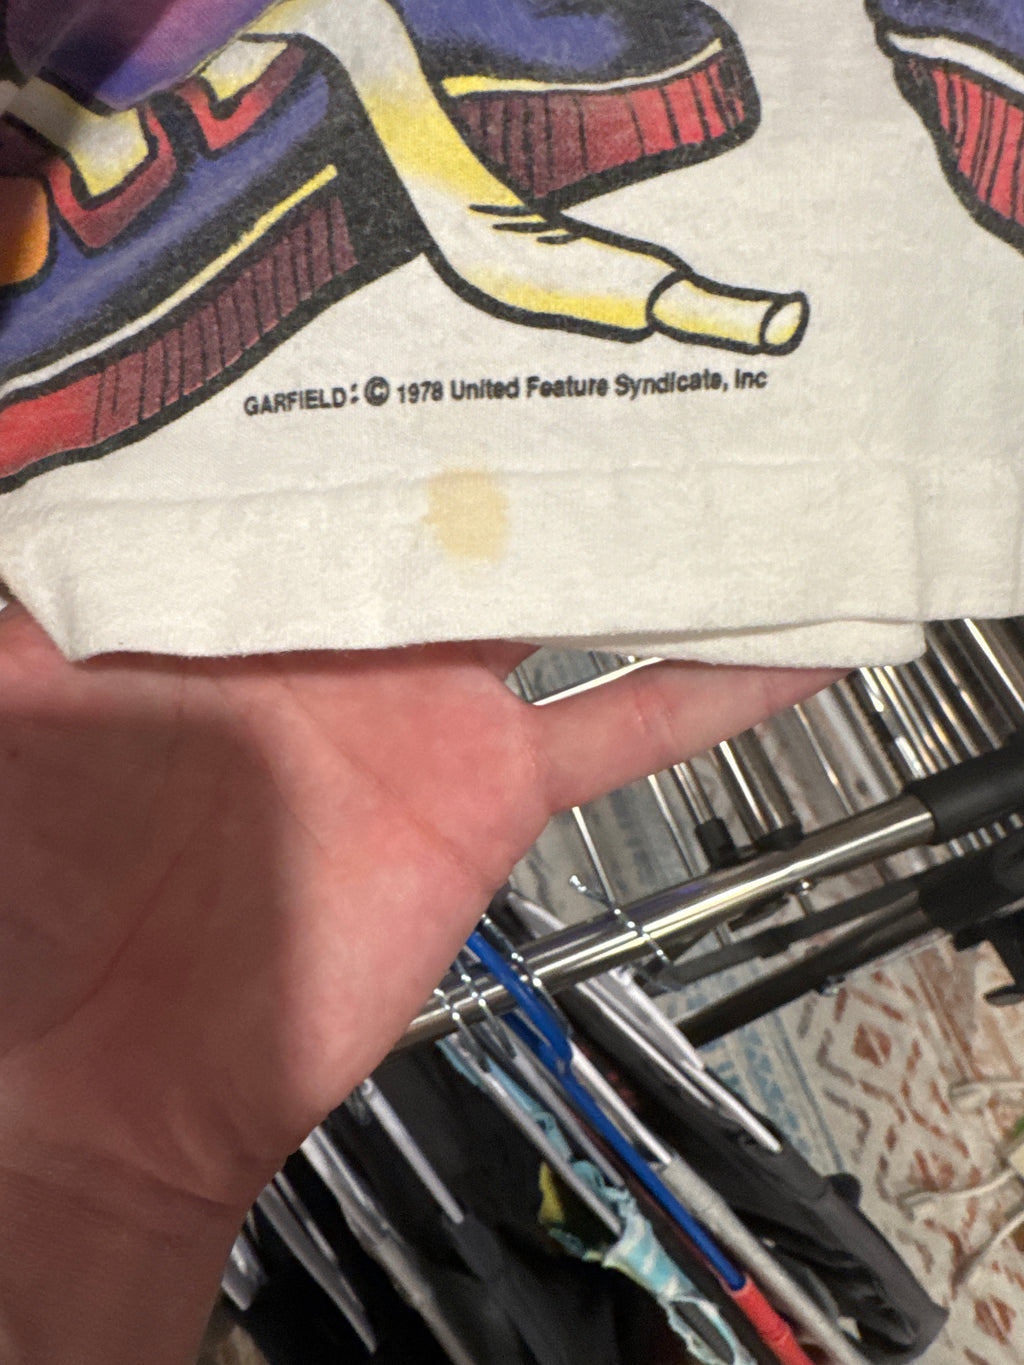 GARFIELD: © 1978 United Feature Syndicate, Inc